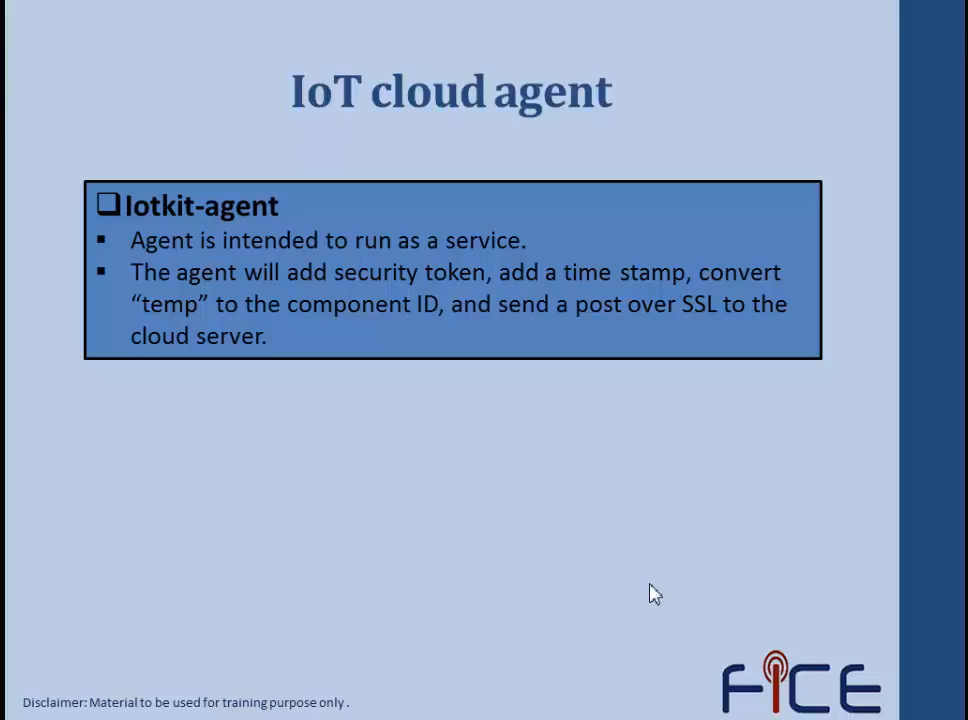 IoT cloud agent
❑Iotkit-agent
▪ Agent is intended to run as a service.
▪ The agent will add security token, add a time stamp, convert
“temp” to the component ID, and send a post over SSL to the
cloud server.
FiCE
Disclaimer: Material to be used for training purpose only .